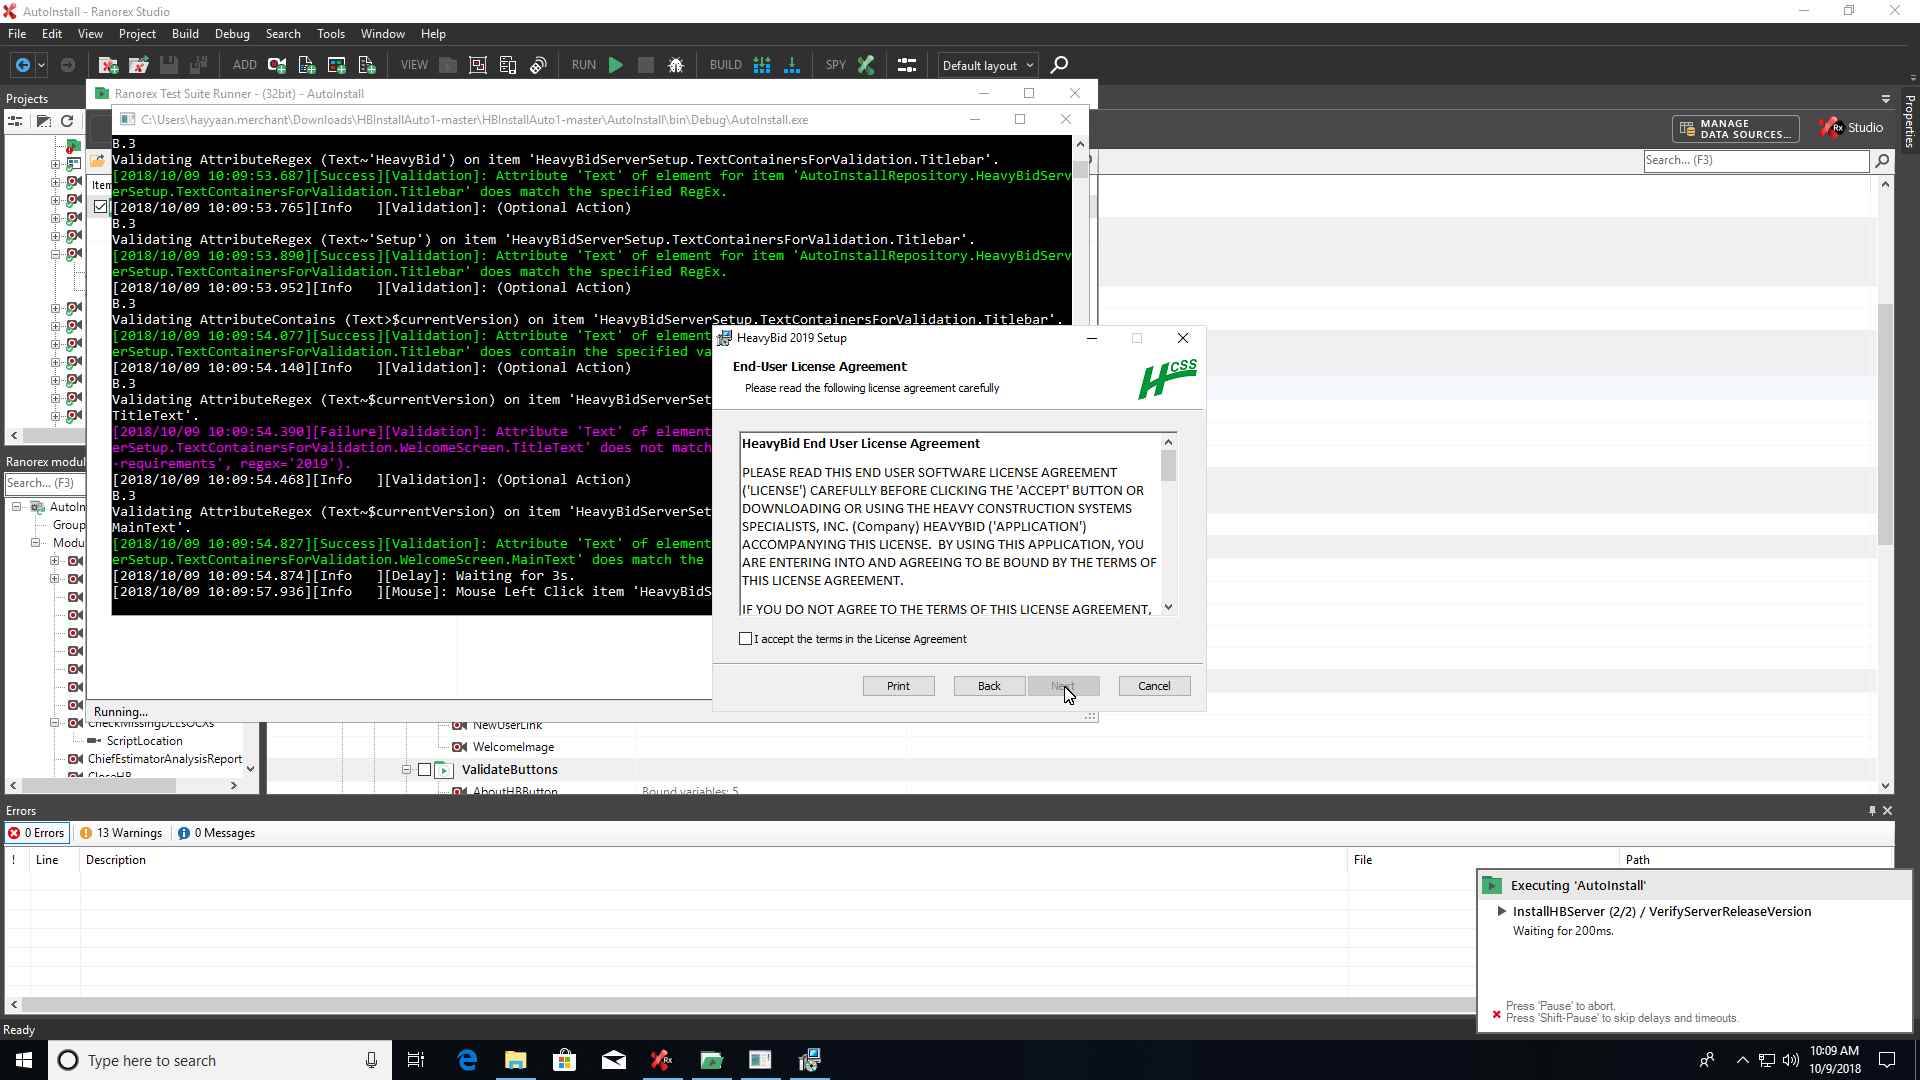 AutoInstall - Ranorex Studio
File Edit View Project Build Debug Search Tools Window Help
ADD VIEW RUN BUILD SPY Default layout
Projects
Ranorex Test Suite Runner - (32bit) - AutoInstall
Properties
C:\Users\hayyaan.merchant\Downloads\HBInstallAuto1-master\HBInstallAuto1-master\AutoInstall\bin\Debug\AutoInstall.exe
MANAGE
DATA SOURCES...
Rx Studio
Search... (F3)
Item
B.3
Validating AttributeRegex (Text~'HeavyBid') on item 'HeavyBidServerSetup.TextContainersForValidation.Titlebar'.
[2018/10/09 10:09:53.687][Success][Validation]: Attribute 'Text' of element for item 'AutoInstallRepository.HeavyBidServ
erSetup.TextContainersForValidation.Titlebar' does match the specified RegEx.
[2018/10/09 10:09:53.765][Info   ][Validation]: (Optional Action)
B.3
Validating AttributeRegex (Text~'Setup') on item 'HeavyBidServerSetup.TextContainersForValidation.Titlebar'.
[2018/10/09 10:09:53.890][Success][Validation]: Attribute 'Text' of element for item 'AutoInstallRepository.HeavyBidServ
erSetup.TextContainersForValidation.Titlebar' does match the specified RegEx.
[2018/10/09 10:09:53.952][Info   ][Validation]: (Optional Action)
B.3
Validating AttributeContains (Text>$currentVersion) on item 'HeavyBidServerSetup.TextContainersForValidation.Titlebar'.
[2018/10/09 10:09:54.077][Success][Validation]: Attribute 'Text' of element
erSetup.TextContainersForValidation.Titlebar' does contain the specified va
[2018/10/09 10:09:54.140][Info   ][Validation]: (Optional Action)
B.3
Validating AttributeRegex (Text~$currentVersion) on item 'HeavyBidServerSet
TitleText'.
[2018/10/09 10:09:54.390][Failure][Validation]: Attribute 'Text' of element
erSetup.TextContainersForValidation.WelcomeScreen.TitleText' does not match
-requirements', regex='2019').
[2018/10/09 10:09:54.468][Info   ][Validation]: (Optional Action)
B.3
Validating AttributeRegex (Text~$currentVersion) on item 'HeavyBidServerSet
MainText'.
[2018/10/09 10:09:54.827][Success][Validation]: Attribute 'Text' of element
erSetup.TextContainersForValidation.WelcomeScreen.MainText' does match the
[2018/10/09 10:09:54.874][Info   ][Delay]: Waiting for 3s.
[2018/10/09 10:09:57.936][Info   ][Mouse]: Mouse Left Click item 'HeavyBidS
HeavyBid 2019 Setup
End-User License Agreement
Please read the following license agreement carefully
HCSS
HeavyBid End User License Agreement
PLEASE READ THIS END USER SOFTWARE LICENSE AGREEMENT
('LICENSE') CAREFULLY BEFORE CLICKING THE 'ACCEPT' BUTTON OR
DOWNLOADING OR USING THE HEAVY CONSTRUCTION SYSTEMS
SPECIALISTS, INC. (Company) HEAVYBID ('APPLICATION')
ACCOMPANYING THIS LICENSE.  BY USING THIS APPLICATION, YOU
ARE ENTERING INTO AND AGREEING TO BE BOUND BY THE TERMS OF
THIS LICENSE AGREEMENT.
IF YOU DO NOT AGREE TO THE TERMS OF THIS LICENSE AGREEMENT,
I accept the terms in the License Agreement
Print Back Next Cancel
Ranorex modul
Search... (F3)
AutoIn
Group
Modu
Running...
CheckMissingDLLsOCXs
ScriptLocation
ChiefEstimatorAnalysisReport
CloseHB
NewUserLink
WelcomeImage
ValidateButtons
AboutHBButton Bound variables: 5
Errors
0 Errors 13 Warnings 0 Messages
! Line Description File Path
Executing 'AutoInstall'
InstallHBServer (2/2) / VerifyServerReleaseVersion
Waiting for 200ms.
Press 'Pause' to abort.
Press 'Shift-Pause' to skip delays and timeouts.
Ready
Type here to search
10:09 AM
10/9/2018